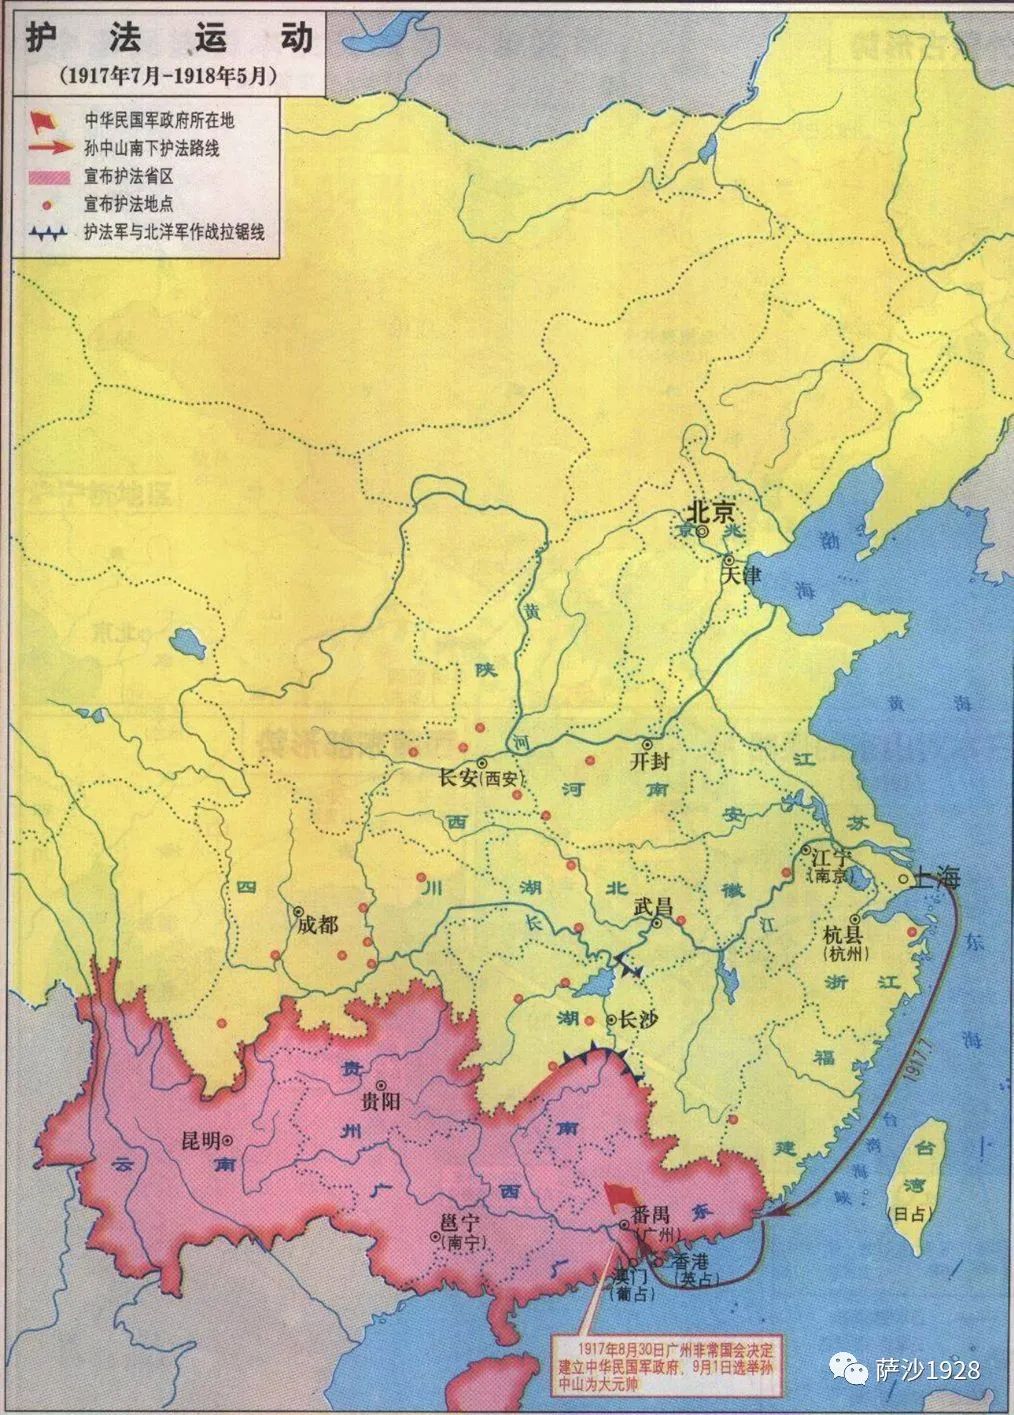 护法运动
(1917年7月-1918年5月)
中华民国军政府所在地
孙中山南下护法路线
宣布护法省区
宣布护法地点
护法军与北洋军作战拉锯线
北京
京兆
天津
渤海
黄
陕
黄海
河
开封
长安(西安)
河南
江
西
安
苏
四
川
湖北
徽
江宁
(南京)
上海
成都
长
武昌
江
杭县
(杭州)
东
浙江
湖
长沙
海
福
1917.7
贵
贵阳
州
昆明
南
台湾海峡
建
台
云
南
广
西
湾
(日占)
番禺
(广州)
东
邕宁
(南宁)
广
香港
(英占)
澳门
(葡占)
1917年8月30日广州非常国会决定
建立中华民国军政府，9月1日选举孙
中山为大元帅
萨沙1928